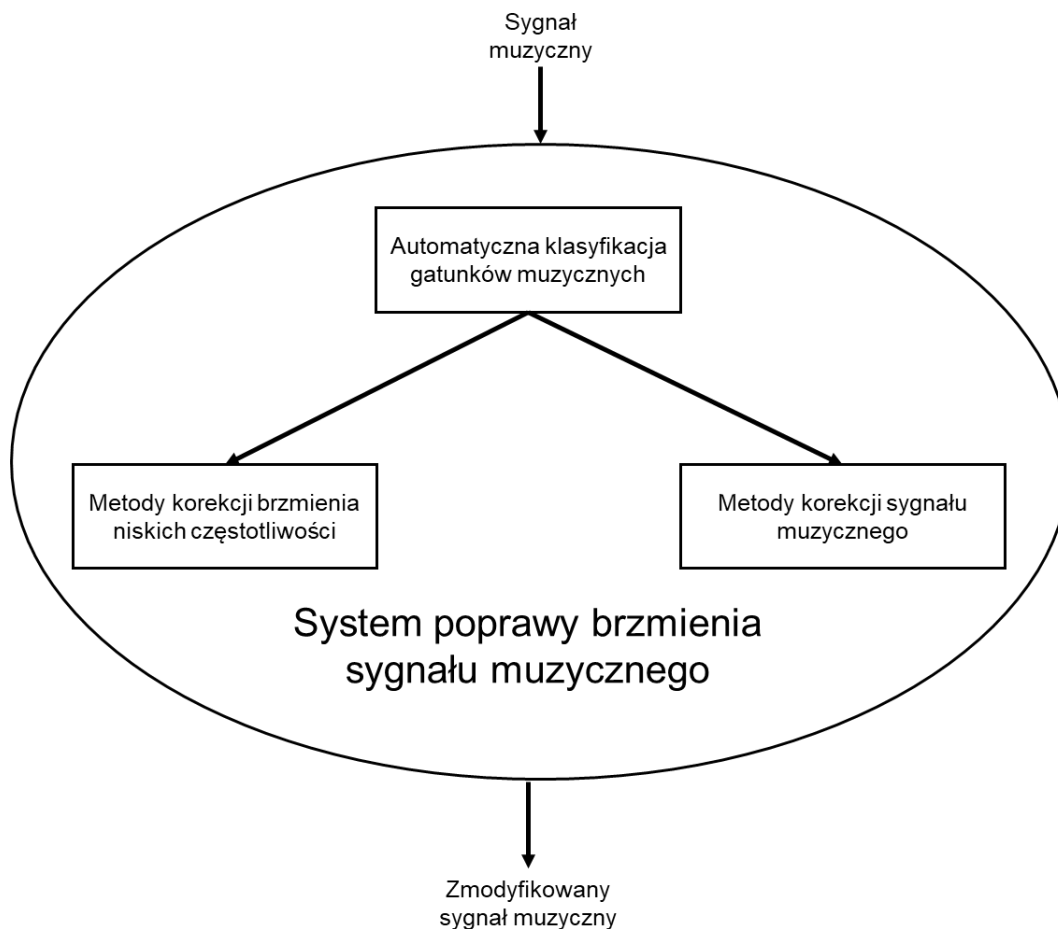 Sygnał
muzyczny
Automatyczna klasyfikacja
gatunków muzycznych
Metody korekcji brzmienia
niskich częstotliwości
Metody korekcji sygnału
muzycznego
System poprawy brzmienia
sygnału muzycznego
Zmodyfikowany
sygnał muzyczny